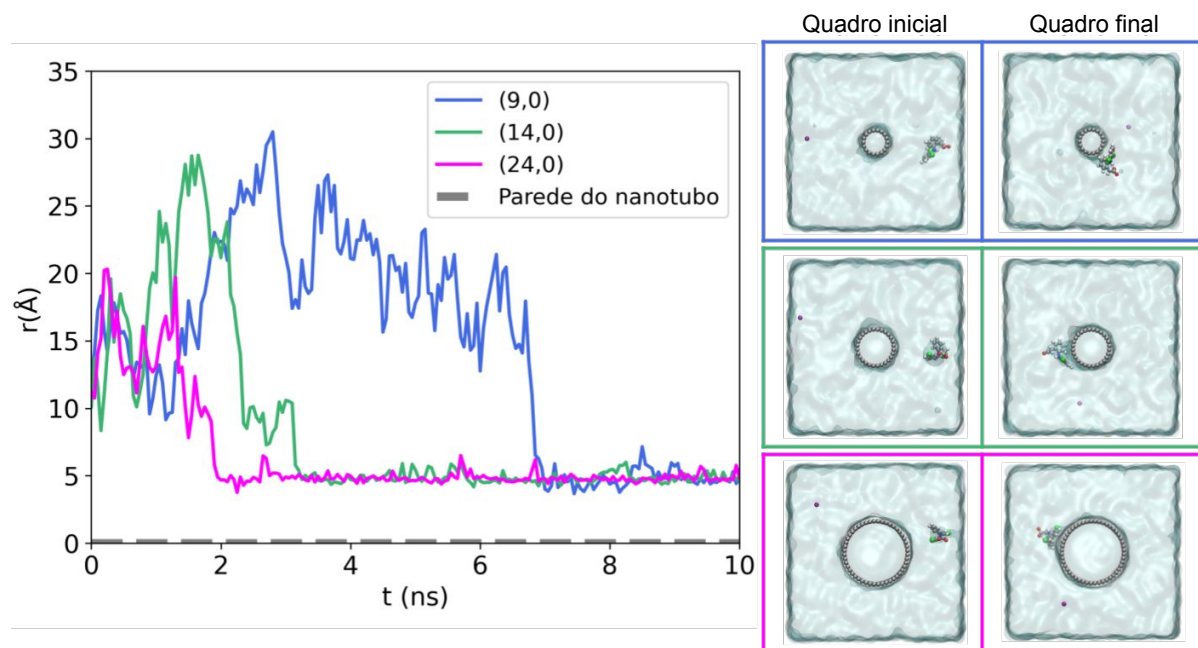 Quadro inicial
Quadro final
35
30
25
20
15
10
5
0
r(Å)
(9,0)
(14,0)
(24,0)
Parede do nanotubo
0 2 4 6 8 10
t (ns)